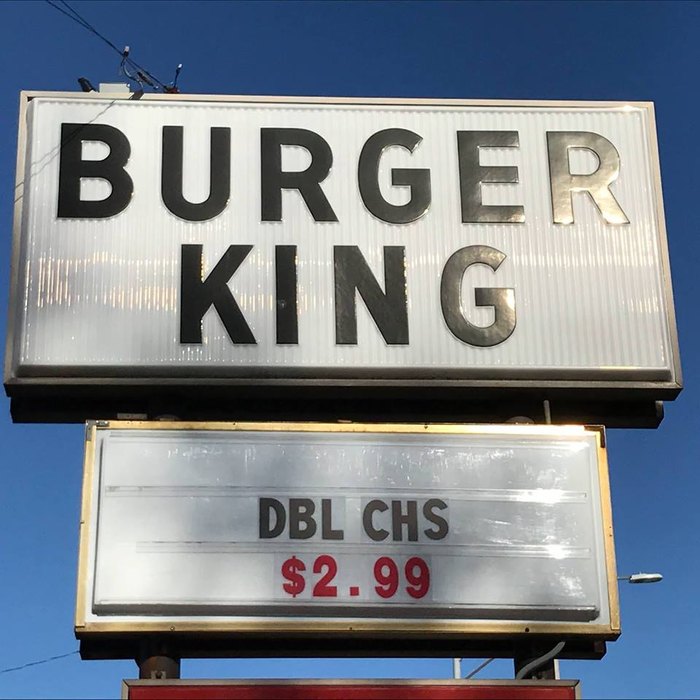 BURGER
KING
DBL CHS
$2.99